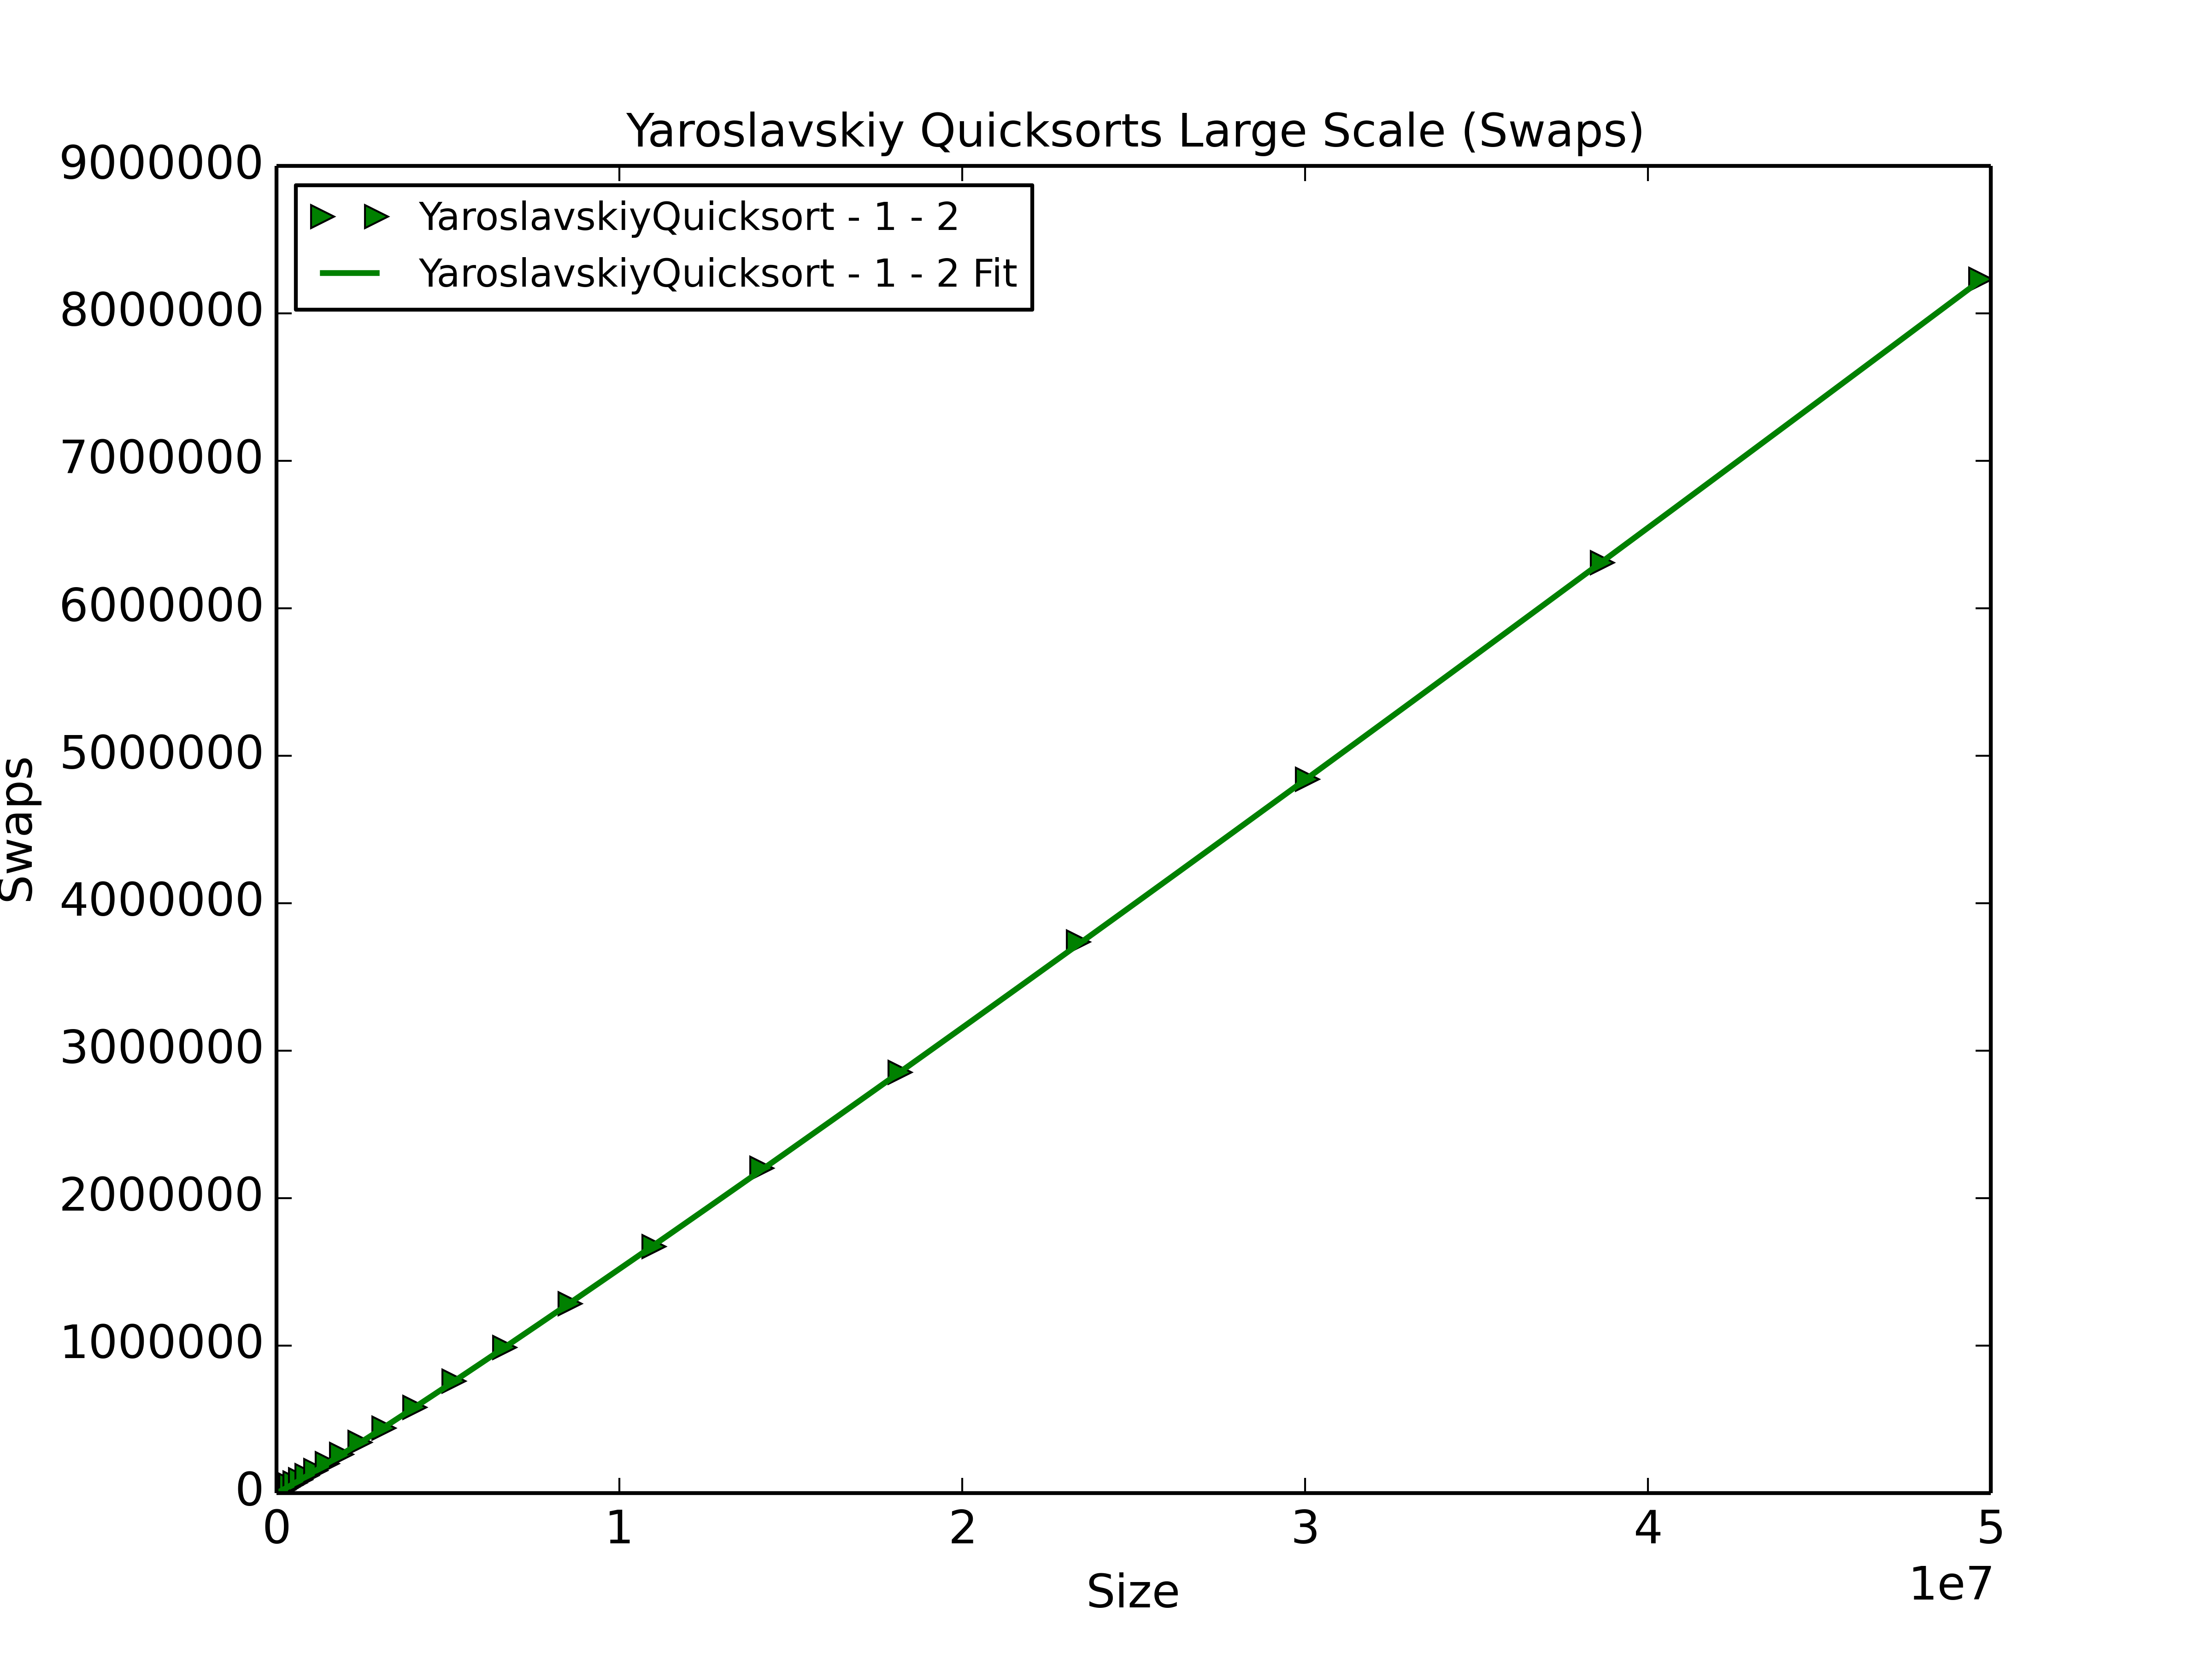 Yaroslavskiy Quicksorts Large Scale (Swaps)
YaroslavskiyQuicksort - 1 - 2
YaroslavskiyQuicksort - 1 - 2 Fit
9000000
8000000
7000000
6000000
5000000
4000000
3000000
2000000
1000000
0
Swaps
0 1 2 3 4 5
1e7
Size